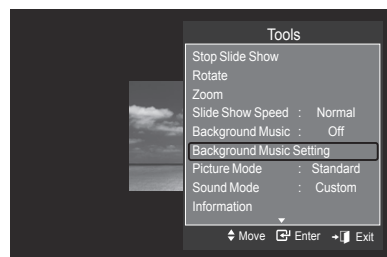 Tools
Stop Slide Show
Rotate
Zoom
Slide Show Speed : Normal
Background Music : Off
Background Music Setting
Picture Mode : Standard
Sound Mode : Custom
Information
Move Enter Exit